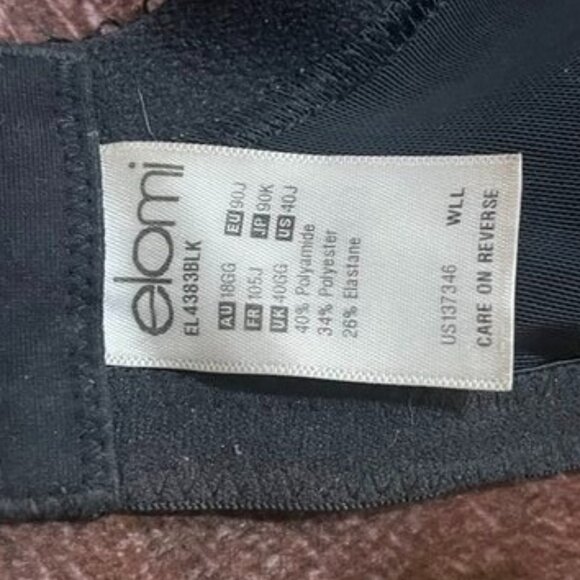 elomi
EL4383BLK
AU 18GG EU 90J
FR 105J JP 90K
UK 40GG US 40J
40% Polyamide
34% Polyester
26% Elastane
US137346 WLL
CARE ON REVERSE